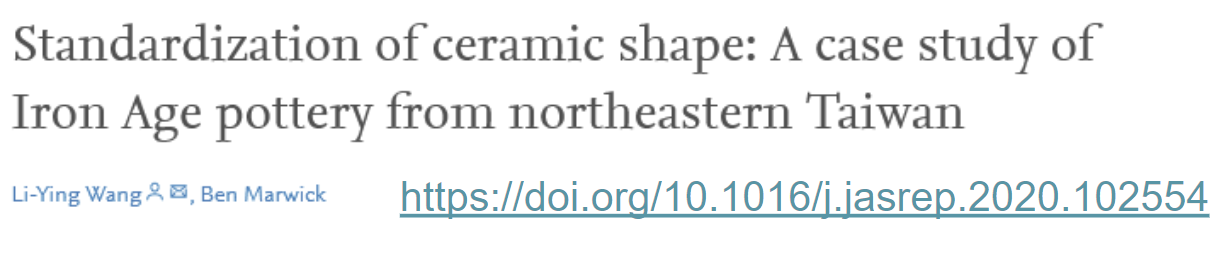 Standardization of ceramic shape: A case study of
Iron Age pottery from northeastern Taiwan
Li-Ying Wang, Ben Marwick
https://doi.org/10.1016/j.jasrep.2020.102554